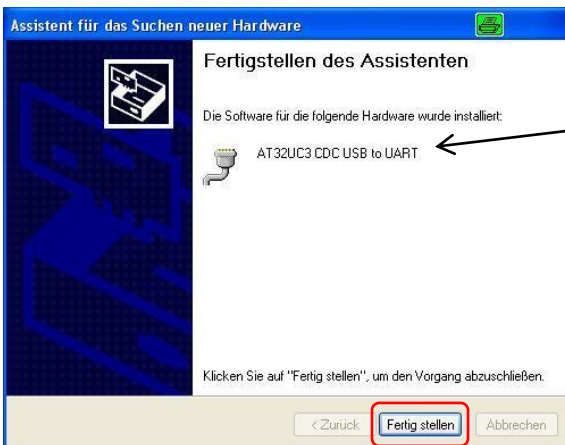 Assistent für das Suchen neuer Hardware
Fertigstellen des Assistenten
Die Software für die folgende Hardware wurde installiert:
AT32UC3 CDC USB to UART
Klicken Sie auf "Fertig stellen", um den Vorgang abzuschließen.
< Zurück Fertig stellen Abbrechen